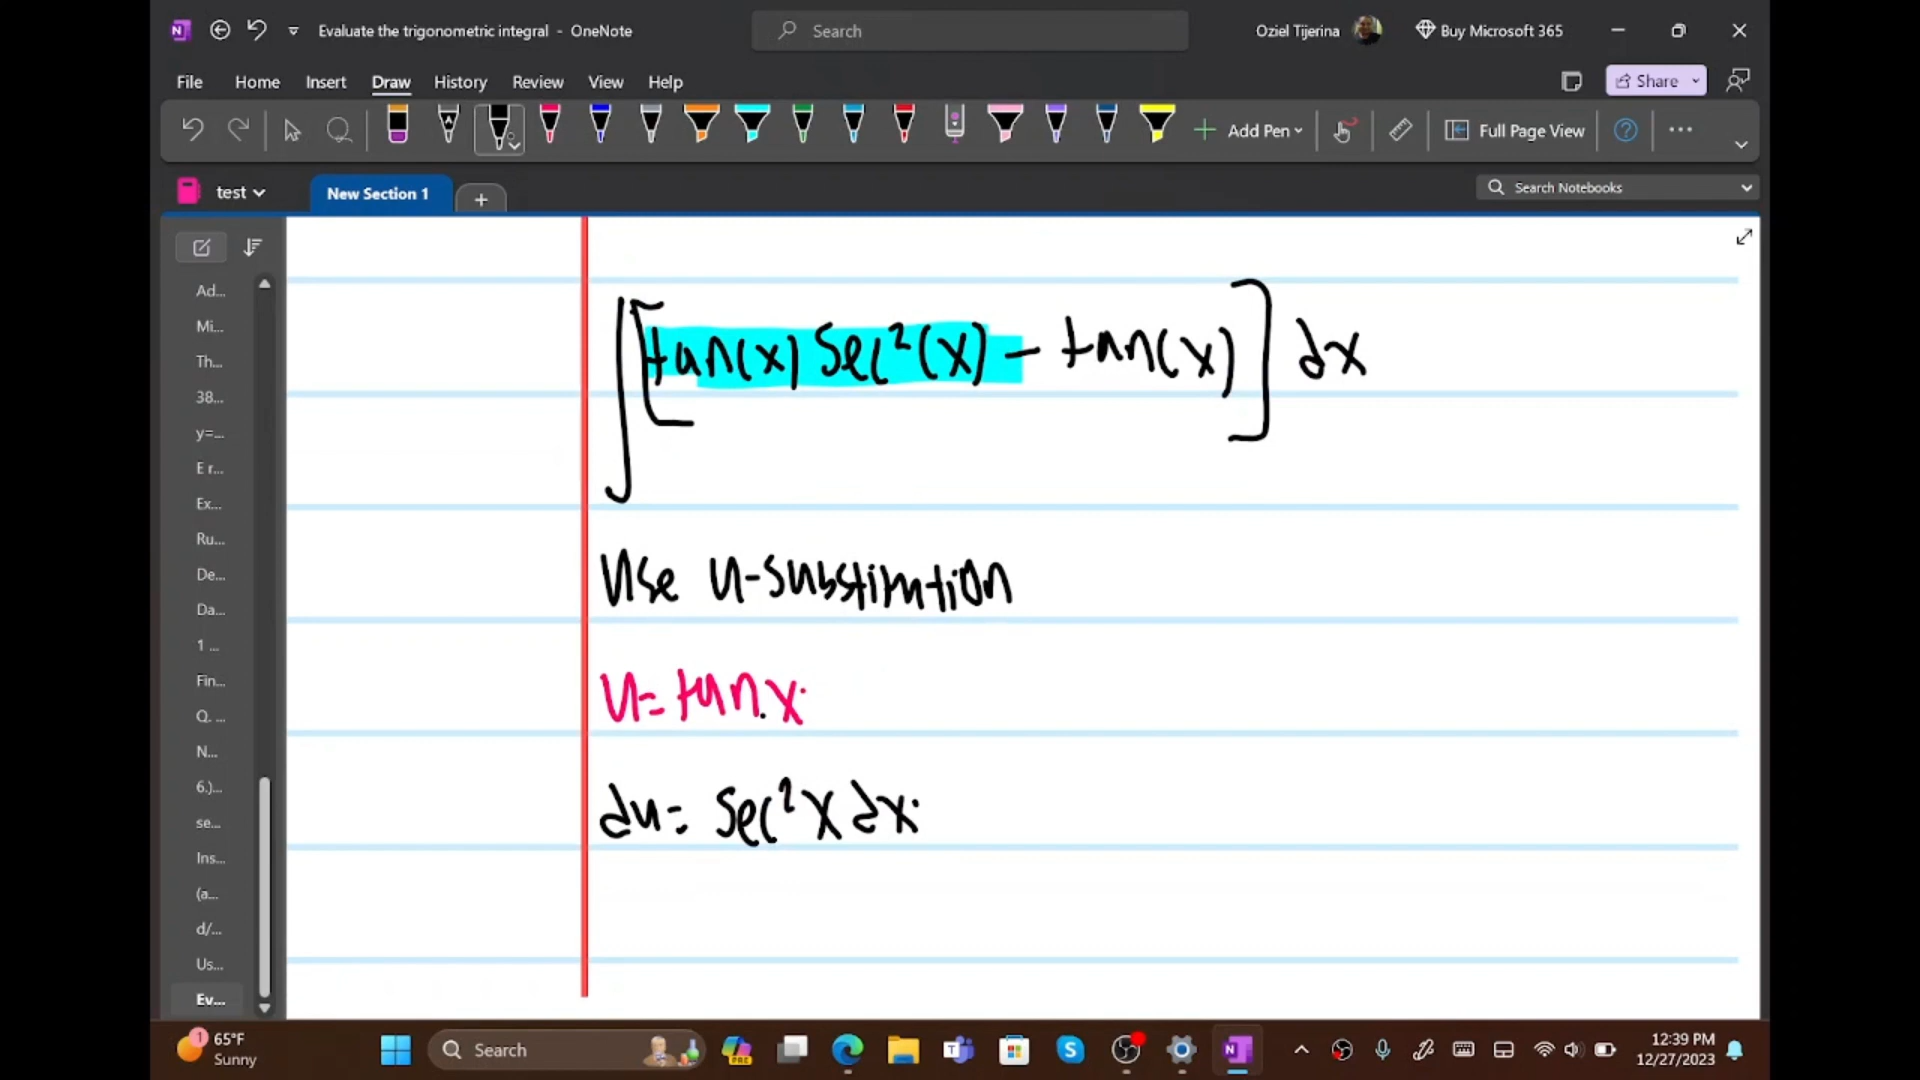 Evaluate the trigonometric integral - OneNote
Search
Oziel Tijerina
Buy Microsoft 365
File Home Insert Draw History Review View Help
Share
Add Pen
Full Page View
test
New Section 1
Search Notebooks
Ad...
Mi...
Th...
38...
y=...
E r...
Ex...
Ru...
De...
Da...
1 ...
Fin...
Q. ...
N...
6.)...
se...
Ins...
(a...
d/...
Us...
Ev...
∫[tan(x) Sec²(x) - tan(x)] dx
Use u-substitution
u=tan x
du= Sec²x dx
1
65°F
Sunny
Search
PRE
12:39 PM
12/27/2023